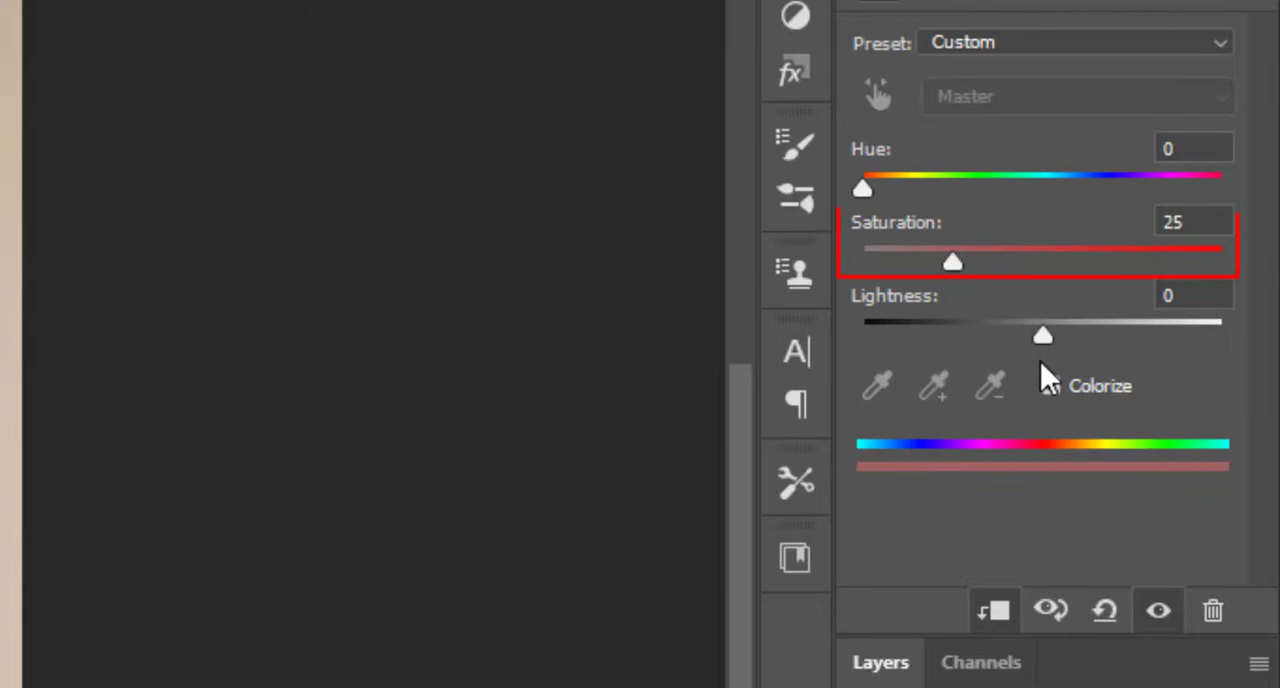 Preset: Custom
Master
Hue: 0
Saturation: 25
Lightness: 0
Colorize
Layers Channels